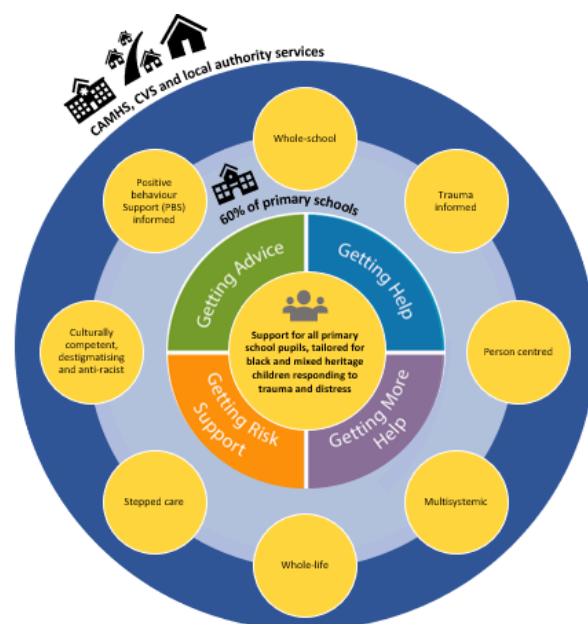 CAMHS, CVS and local authority services
Whole-school
Positive
behaviour
Support (PBS)
informed
60% of primary schools
Trauma
informed
Getting Advice
Getting Help
Culturally
competent,
destigmatising
and anti-racist
Support for all primary
school pupils, tailored for
black and mixed heritage
children responding to
trauma and distress
Person centred
Getting Risk
Support
Getting More
Help
Stepped care
Multisystemic
Whole-life